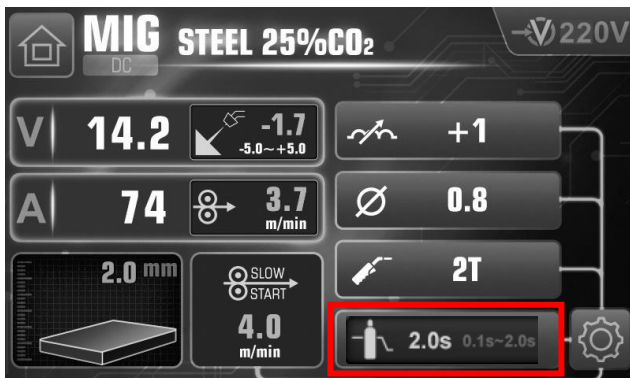 MIG STEEL 25%CO₂
DC
220V
V 14.2 -1.7
-5.0~+5.0
+1
A 74 3.7
m/min
Ø 0.8
2.0 mm
SLOW
START
4.0
m/min
2T
2.0s 0.1s~2.0s